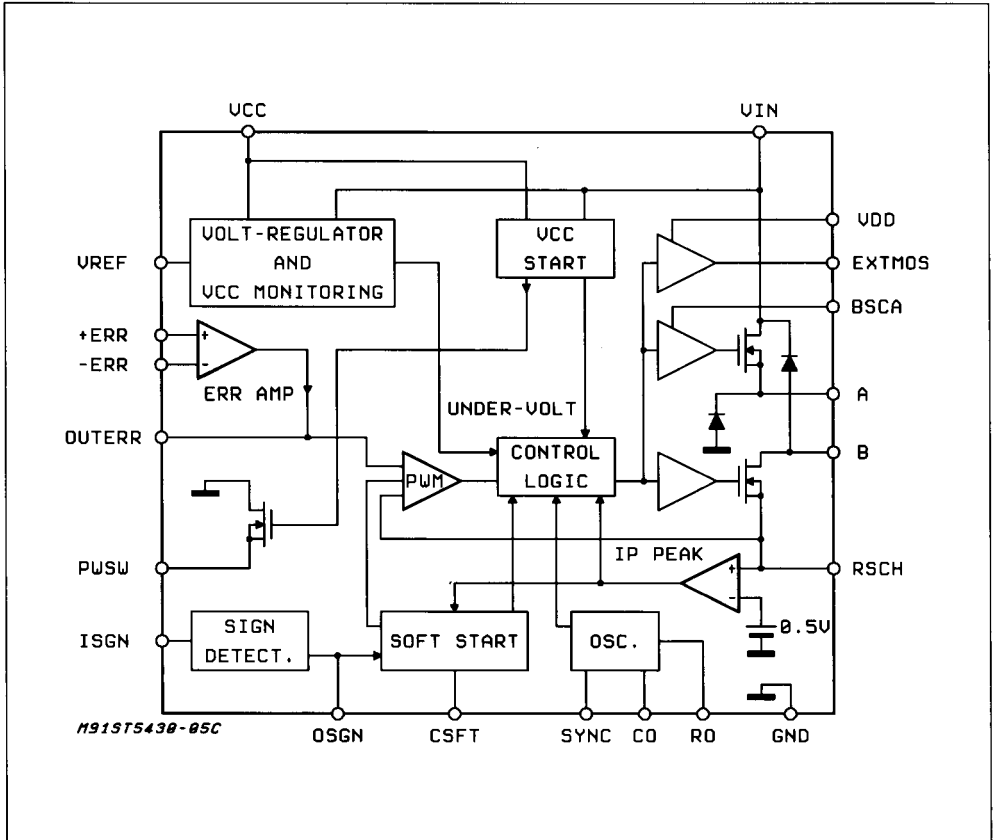 VCC
VIN
VOLT-REGULATOR
AND
VCC MONITORING
VCC
START
VDD
VREF
EXTMOS
BSCA
+ERR
-ERR
+
-
ERR AMP
A
UNDER-VOLT
OUTERR
B
CONTROL
LOGIC
PWM
IP PEAK
PWSW
RSCH
+
-
0.5V
ISGN
SIGN
DETECT.
SOFT START
OSC.
M91ST5430-05C
OSGN
CSFT
SYNC
CO
RO
GND